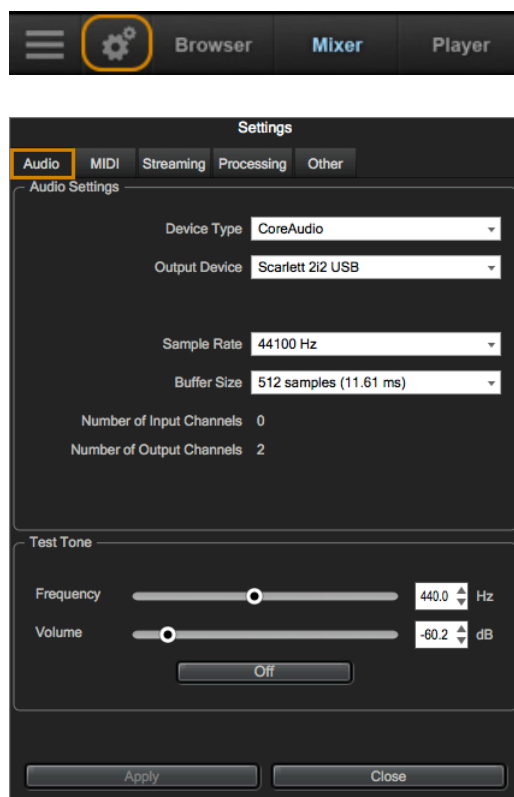 Browser Mixer Player
Settings
Audio MIDI Streaming Processing Other
Audio Settings
Device Type CoreAudio
Output Device Scarlett 2i2 USB
Sample Rate 44100 Hz
Buffer Size 512 samples (11.61 ms)
Number of Input Channels 0
Number of Output Channels 2
Test Tone
Frequency 440.0 Hz
Volume -60.2 dB
Off
Apply Close